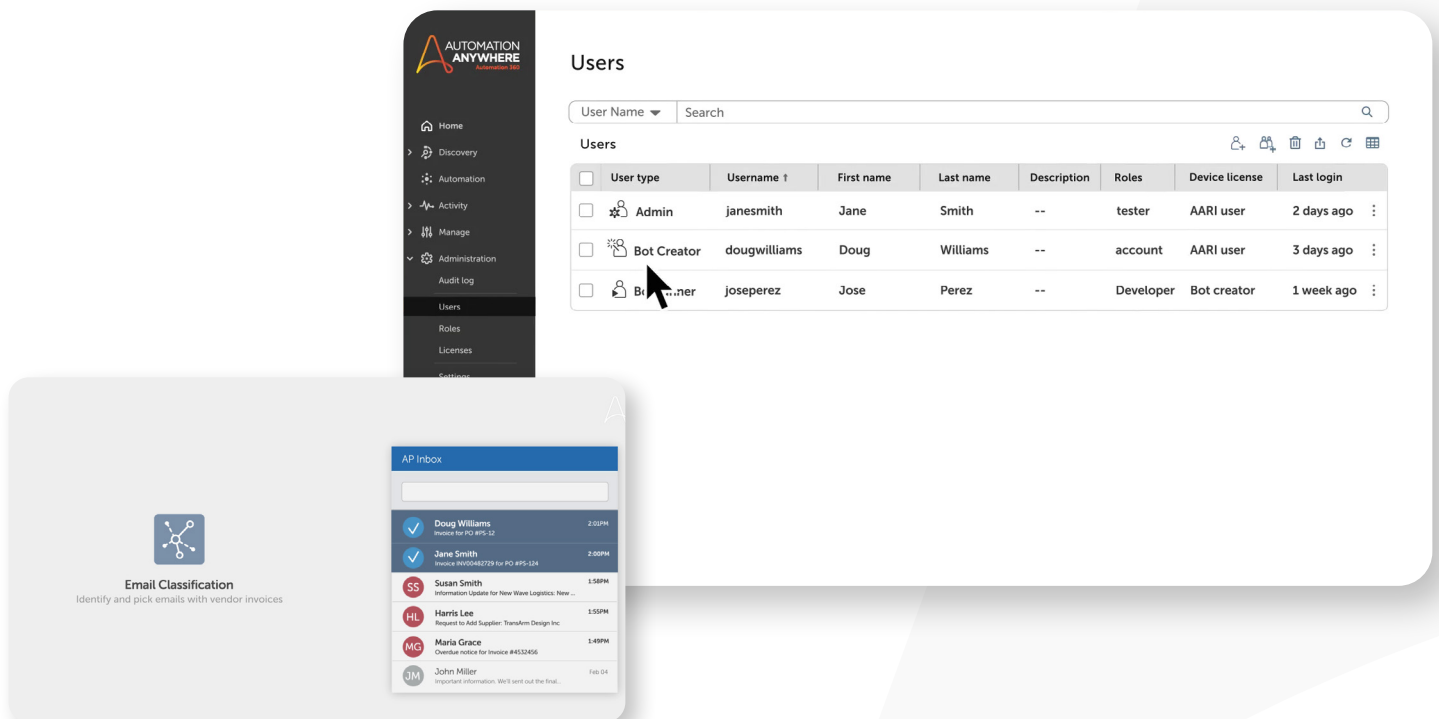 AUTOMATION
ANYWHERE
Automation 360
Home
Discovery
Automation
Activity
Manage
Administration
Audit log
Users
Roles
Licenses
Settings
Users
User Name Search
Users
User type Username ↑ First name Last name Description Roles Device license Last login
Admin janesmith Jane Smith -- tester AARI user 2 days ago
Bot Creator dougwilliams Doug Williams -- account AARI user 3 days ago
joseperez Jose Perez -- Developer Bot creator 1 week ago
Email Classification
Identify and pick emails with vendor invoices
AP Inbox
Doug Williams 2:01PM
Invoice for PO #PS-12
Jane Smith 2:00PM
Invoice INV00482729 for PO #PS-124
SS Susan Smith 1:58PM
Information Update for New Wave Logistics: New ...
HL Harris Lee 1:55PM
Request to Add Supplier: TransArm Design Inc
MG Maria Grace 1:49PM
Overdue notice for Invoice #4532456
JM John Miller Feb 04
Important information. We'll sent out the final...